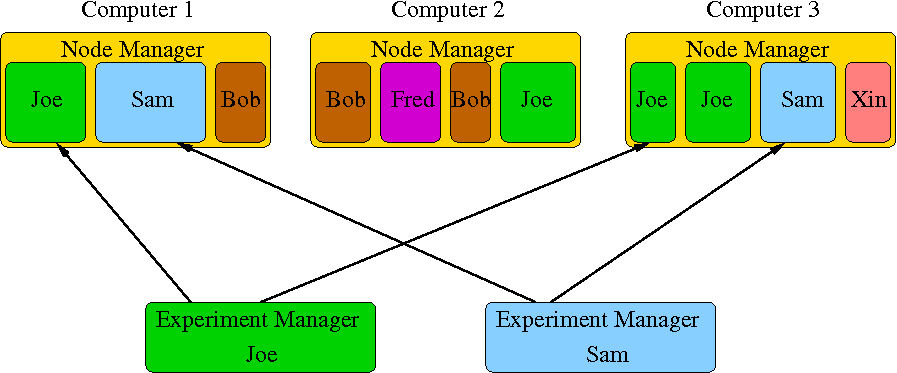 Computer 1
Computer 2
Computer 3
Node Manager
Node Manager
Node Manager
Joe
Sam
Bob
Bob
Fred
Bob
Joe
Joe
Joe
Sam
Xin
Experiment Manager
Joe
Experiment Manager
Sam